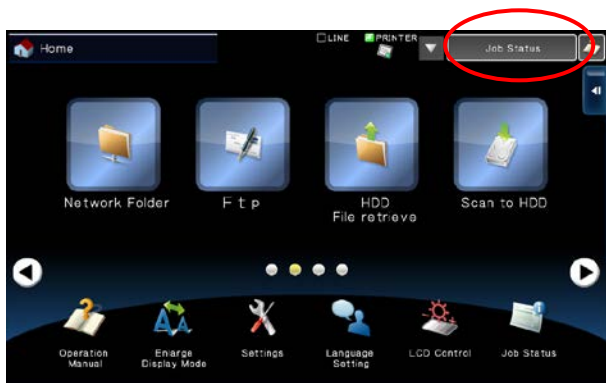 Home
LINE
PRINTER
Job Status
Network Folder
Ftp
HDD
File retrieve
Scan to HDD
Operation
Manual
Enlarge
Display Mode
Settings
Language
Setting
LCD Control
Job Status